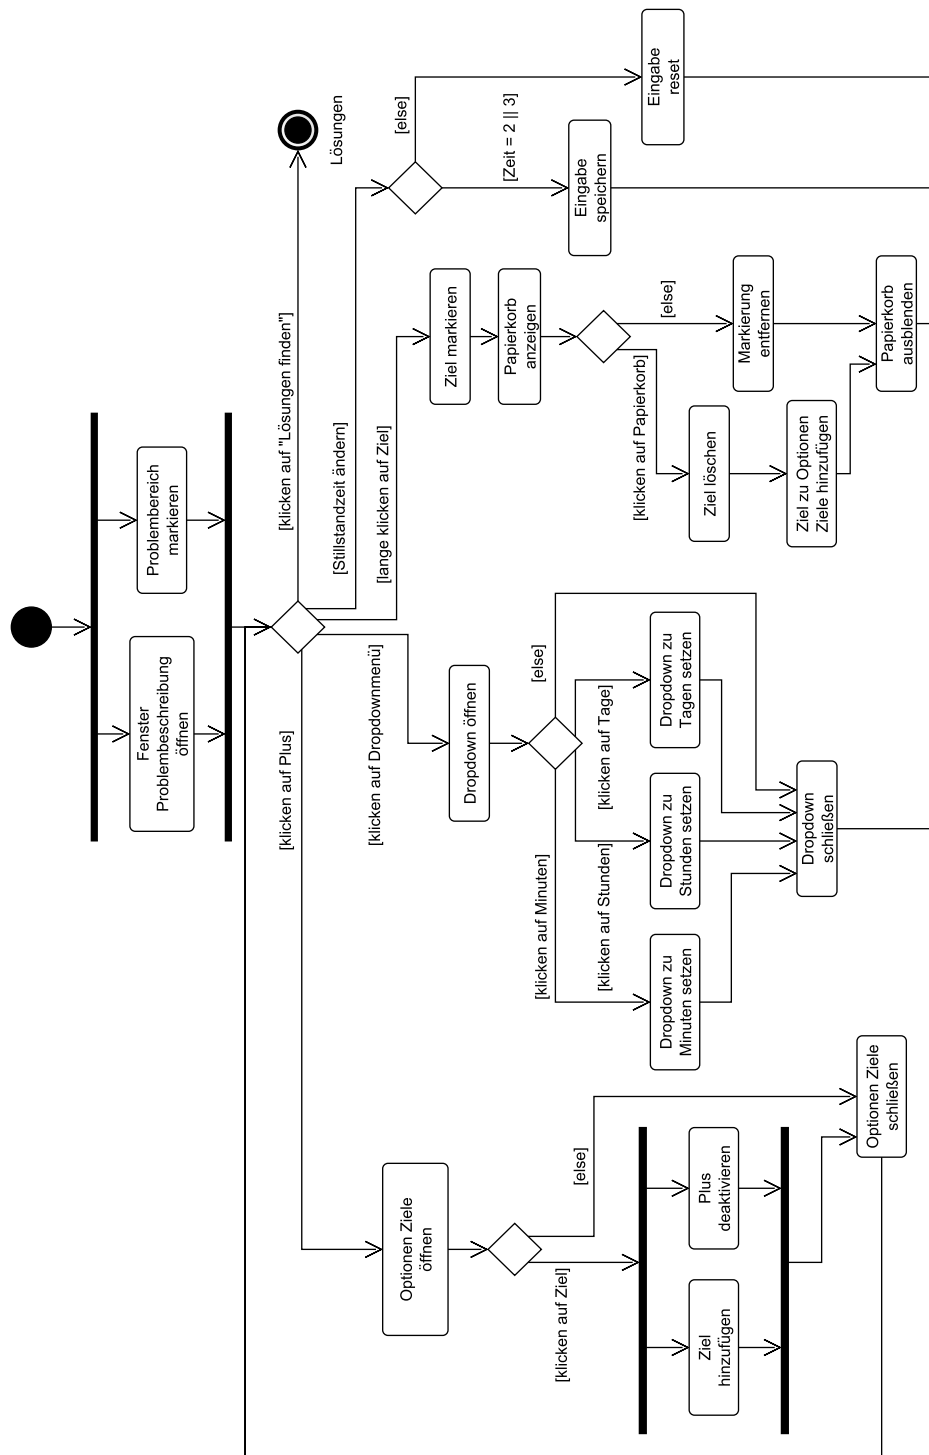 Fenster
Problembeschreibung
öffnen
Problembereich
markieren
[klicken auf "Lösungen finden"]
Lösungen
[Stillstandzeit ändern]
[else]
Eingabe
reset
[Zeit = 2 || 3]
Eingabe
speichern
[lange klicken auf Ziel]
Ziel markieren
Papierkorb
anzeigen
[else]
Markierung
entfernen
[klicken auf Papierkorb]
Ziel löschen
Ziel zu Optionen
Ziele hinzufügen
Papierkorb
ausblenden
[klicken auf Dropdownmenü]
Dropdown öffnen
[else]
[klicken auf Tage]
Dropdown zu
Tagen setzen
[klicken auf Stunden]
Dropdown zu
Stunden setzen
[klicken auf Minuten]
Dropdown zu
Minuten setzen
Dropdown
schließen
[klicken auf Plus]
Optionen Ziele
öffnen
[else]
[klicken auf Ziel]
Plus
deaktivieren
Ziel
hinzufügen
Optionen Ziele
schließen